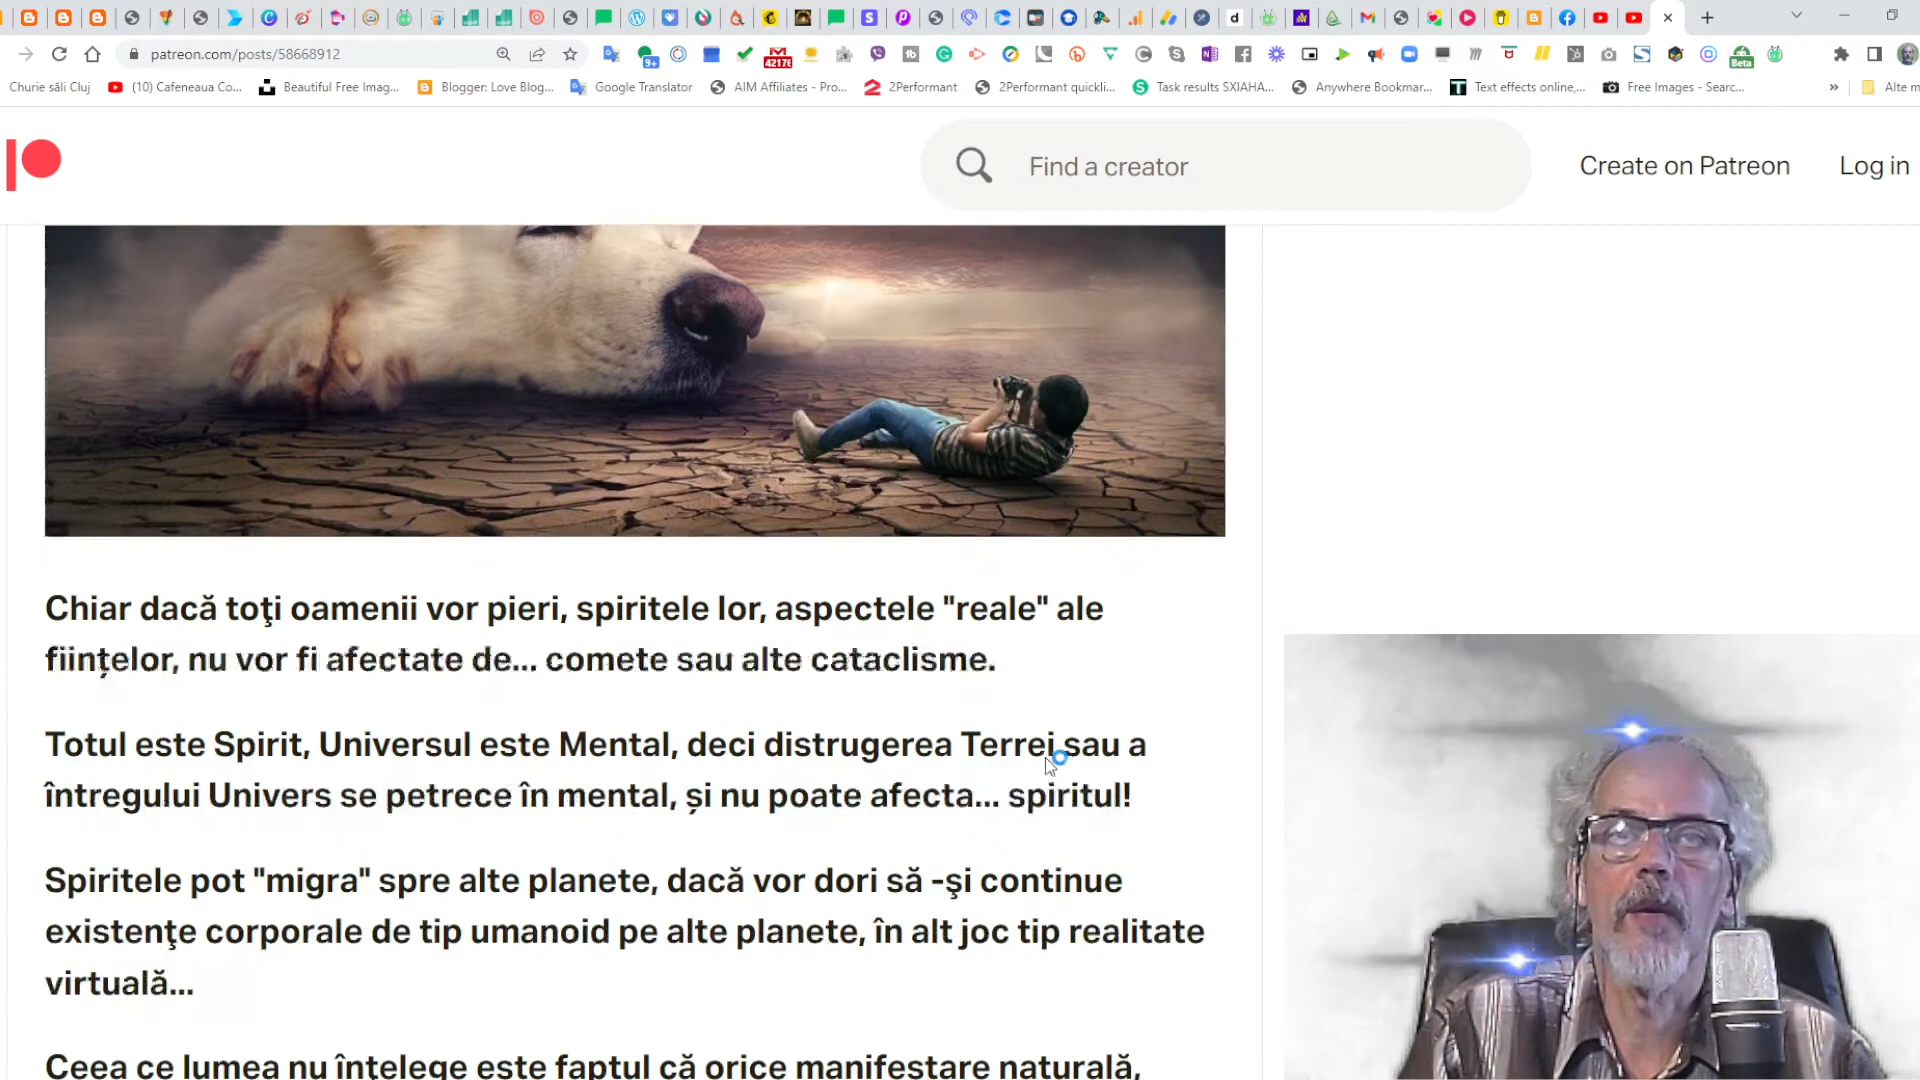 patreon.com/posts/58668912
9+
42176
Beta
Churie săli Cluj
(10) Cafeneaua Co...
Beautiful Free Imag...
Blogger: Love Blog...
Google Translator
AIM Affiliates - Pro...
2Performant
2Performant quickli...
Task results SXIAHA...
Anywhere Bookmar...
Text effects online,...
Free Images - Searc...
»
Alte m
Find a creator
Create on Patreon
Log in
Chiar dacă toţi oamenii vor pieri, spiritele lor, aspectele "reale" ale
ființelor, nu vor fi afectate de... comete sau alte cataclisme.
Totul este Spirit, Universul este Mental, deci distrugerea Terrei sau a
întregului Univers se petrece în mental, și nu poate afecta... spiritul!
Spiritele pot "migra" spre alte planete, dacă vor dori să -şi continue
existenţe corporale de tip umanoid pe alte planete, în alt joc tip realitate
virtuală...
Ceea ce lumea nu înţelege este faptul că orice manifestare naturală,